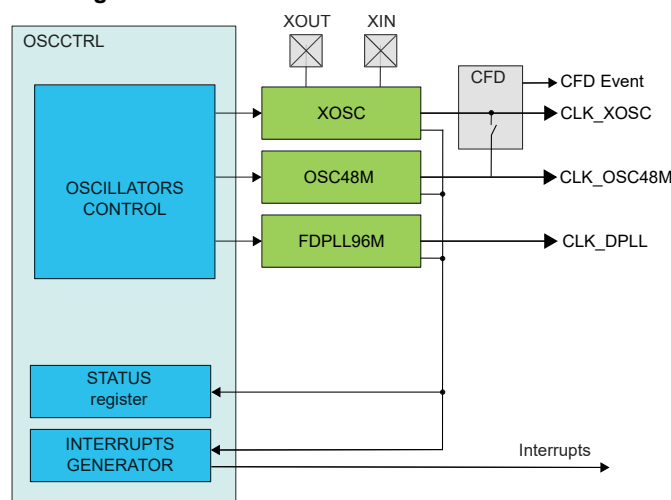 XOUT
XIN
OSCCTRL
CFD
CFD Event
XOSC
CLK_XOSC
OSCILLATORS
CONTROL
OSC48M
CLK_OSC48M
FDPLL96M
CLK_DPLL
STATUS
register
INTERRUPTS
GENERATOR
Interrupts